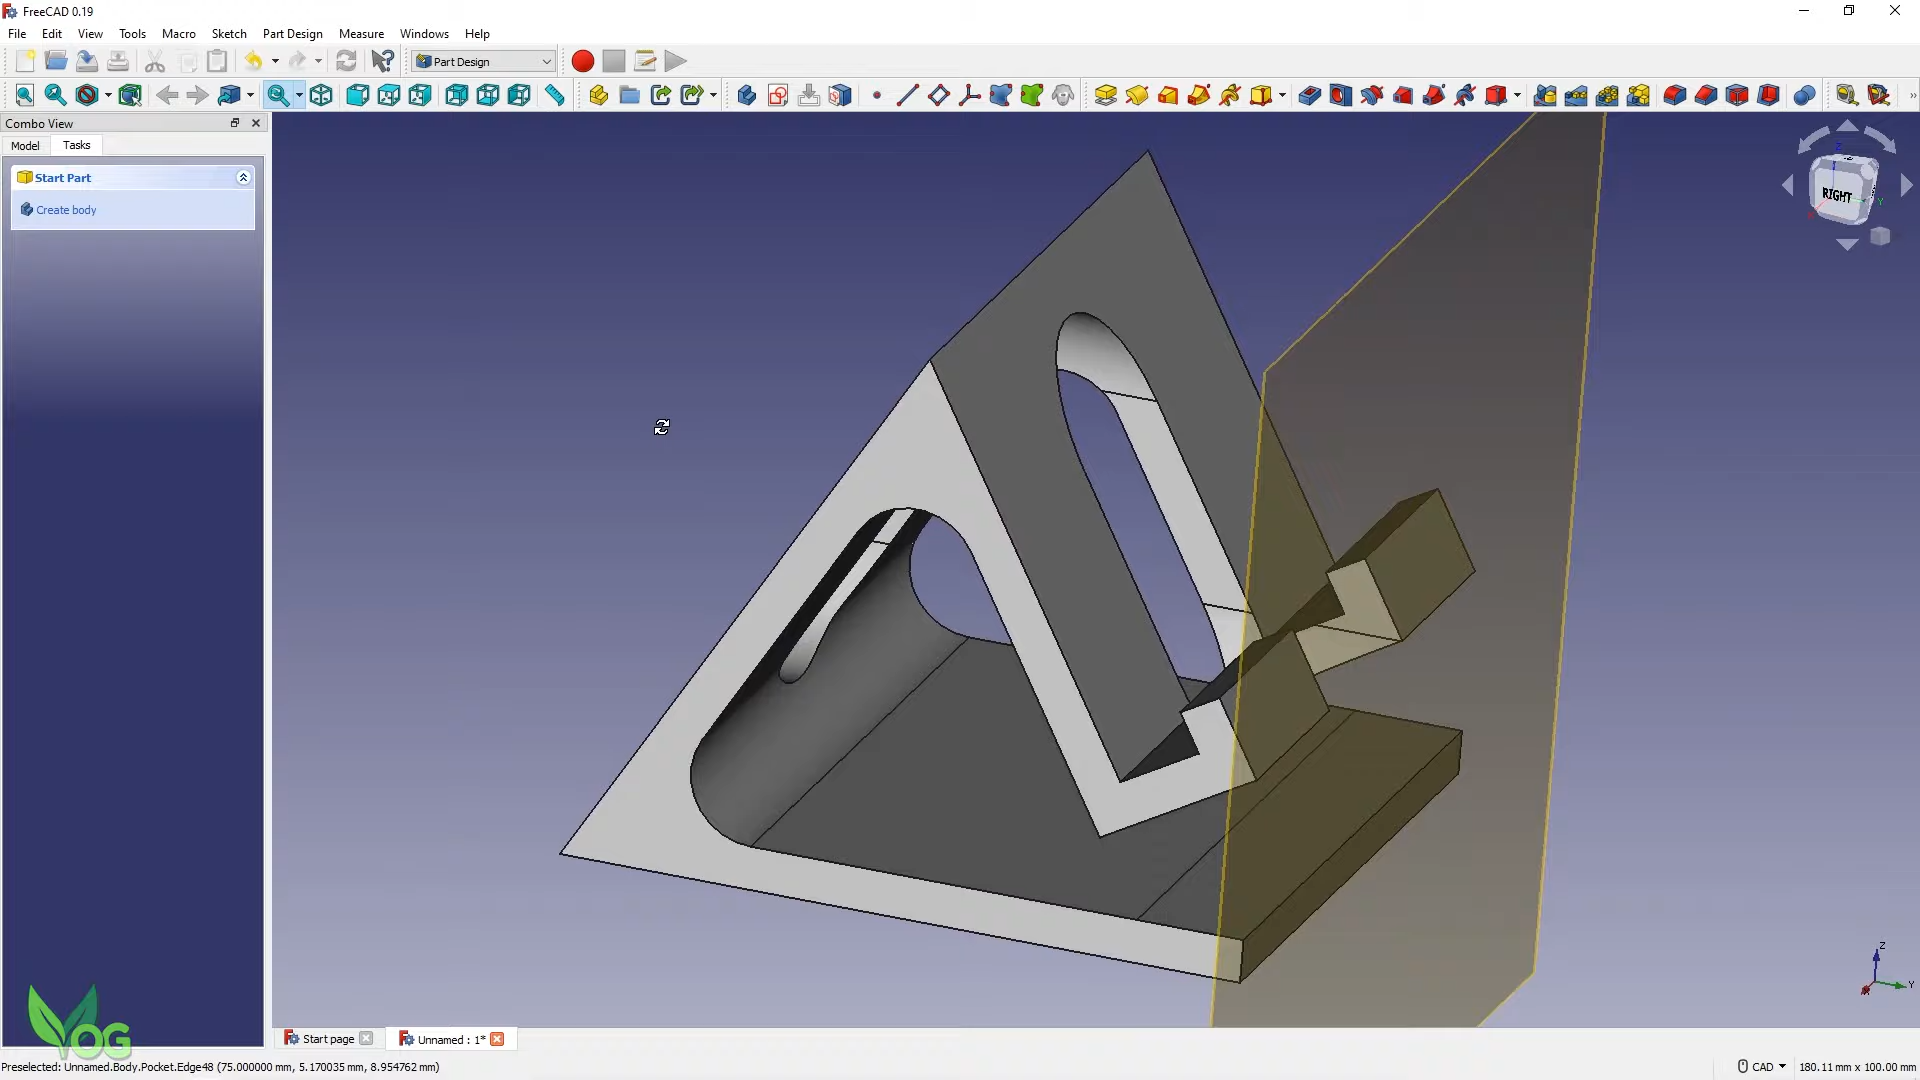 FreeCAD 0.19
File Edit View Tools Macro Sketch Part Design Measure Windows Help
Part Design
Combo View
Model Tasks
Start Part
Create body
RIGHT
Z
Y
Z
Y
YOG
Start page
Unnamed : 1*
Preselected: Unnamed.Body.Pocket.Edge48 (75.000000 mm, 5.170035 mm, 8.954762 mm)
CAD
180.11 mm x 100.00 mm